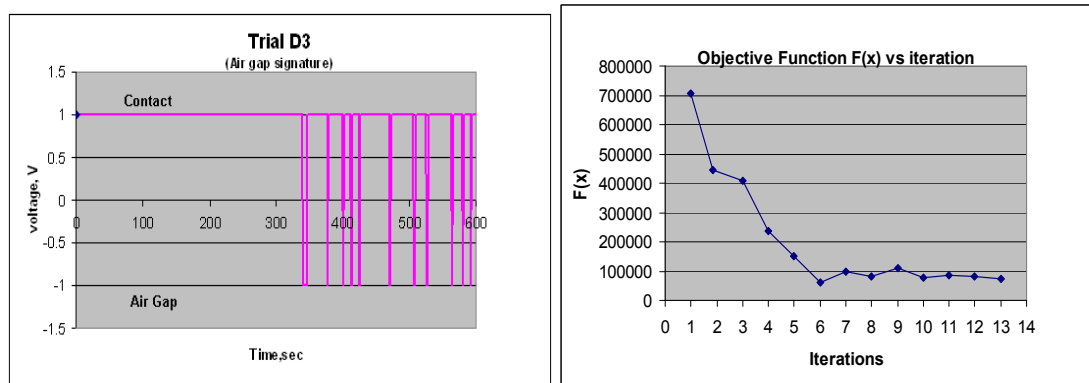 Trial D3
(Air gap signature)
1.5
Contact
1
0.5
voltage, V
0
0 100 200 300 400 500 600
-0.5
-1
Air Gap
-1.5
Time,sec
Objective Function F(x) vs iteration
800000
700000
600000
500000
400000
F(x)
300000
200000
100000
0
0 1 2 3 4 5 6 7 8 9 10 11 12 13 14
Iterations